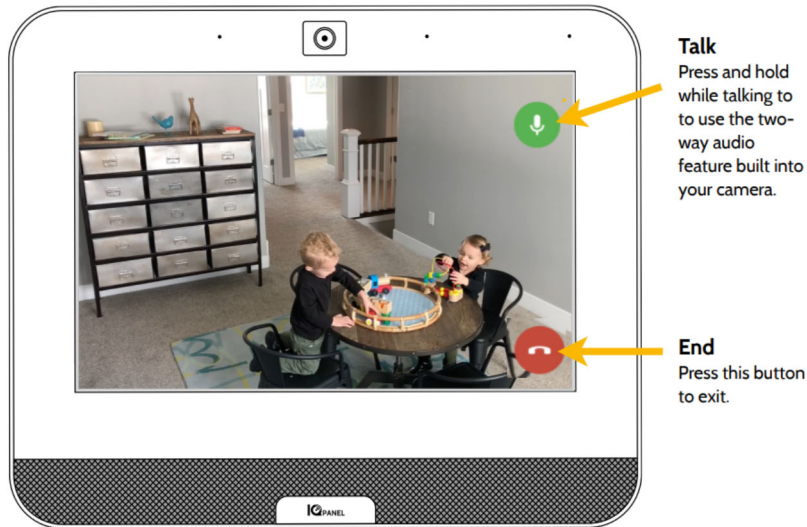 Talk
Press and hold
while talking to
to use the two-
way audio
feature built into
your camera.
End
Press this button
to exit.
IQ PANEL